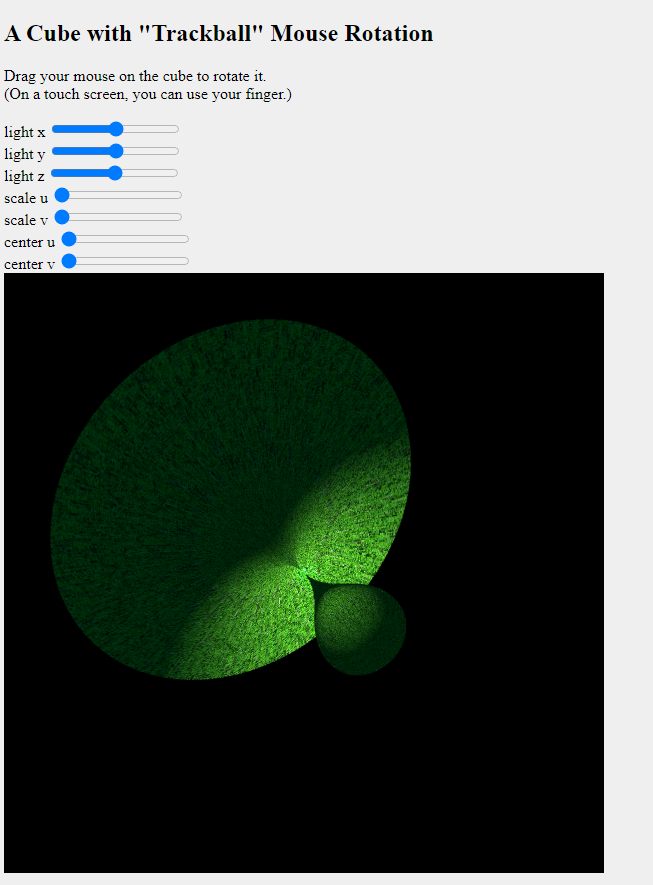 A Cube with "Trackball" Mouse Rotation
Drag your mouse on the cube to rotate it.
(On a touch screen, you can use your finger.)
light x
light y
light z
scale u
scale v
center u
center v